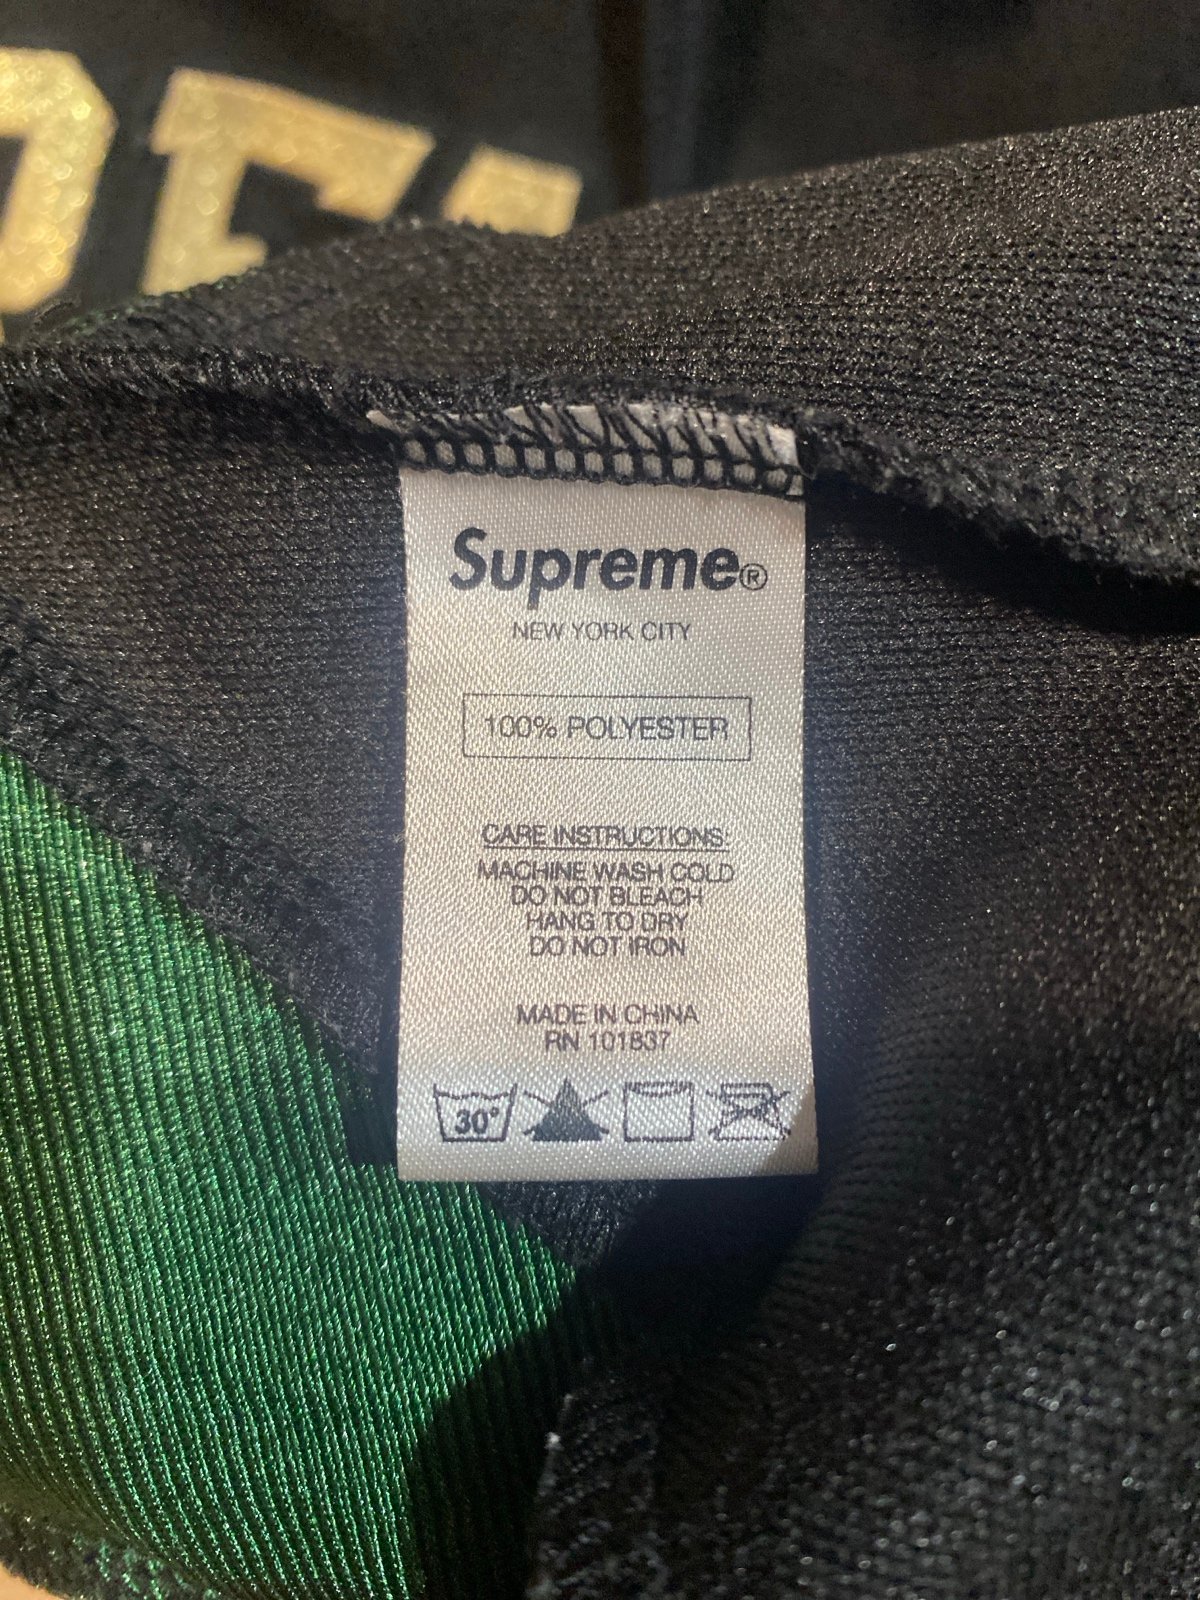 Supreme®
NEW YORK CITY
100% POLYESTER
CARE INSTRUCTIONS:
MACHINE WASH COLD
DO NOT BLEACH
HANG TO DRY
DO NOT IRON
MADE IN CHINA
RN 101837
30°